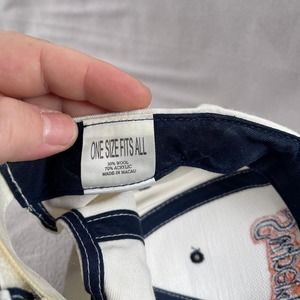 ONE SIZE FITS ALL
30% WOOL
70% ACRYLIC
MADE IN MACAU